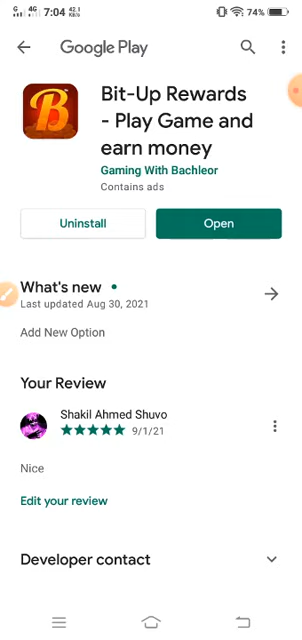 G 4G 7:04 42.1 KB/s 74%
Google Play
B
Bit-Up Rewards
- Play Game and
earn money
Gaming With Bachleor
Contains ads
Uninstall
Open
What's new
Last updated Aug 30, 2021
Add New Option
Your Review
Shakil Ahmed Shuvo
9/1/21
Nice
Edit your review
Developer contact